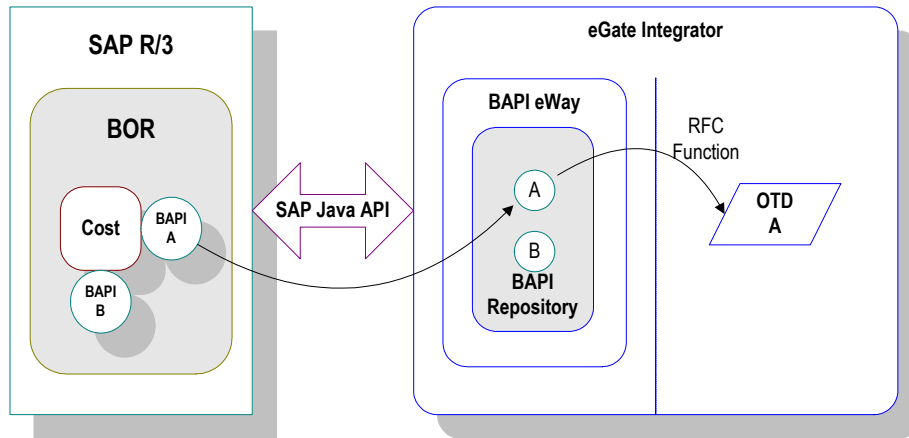 SAP R/3
BOR
Cost
BAPI
A
BAPI
B
SAP Java API
eGate Integrator
BAPI eWay
A
B
BAPI
Repository
RFC
Function
OTD
A